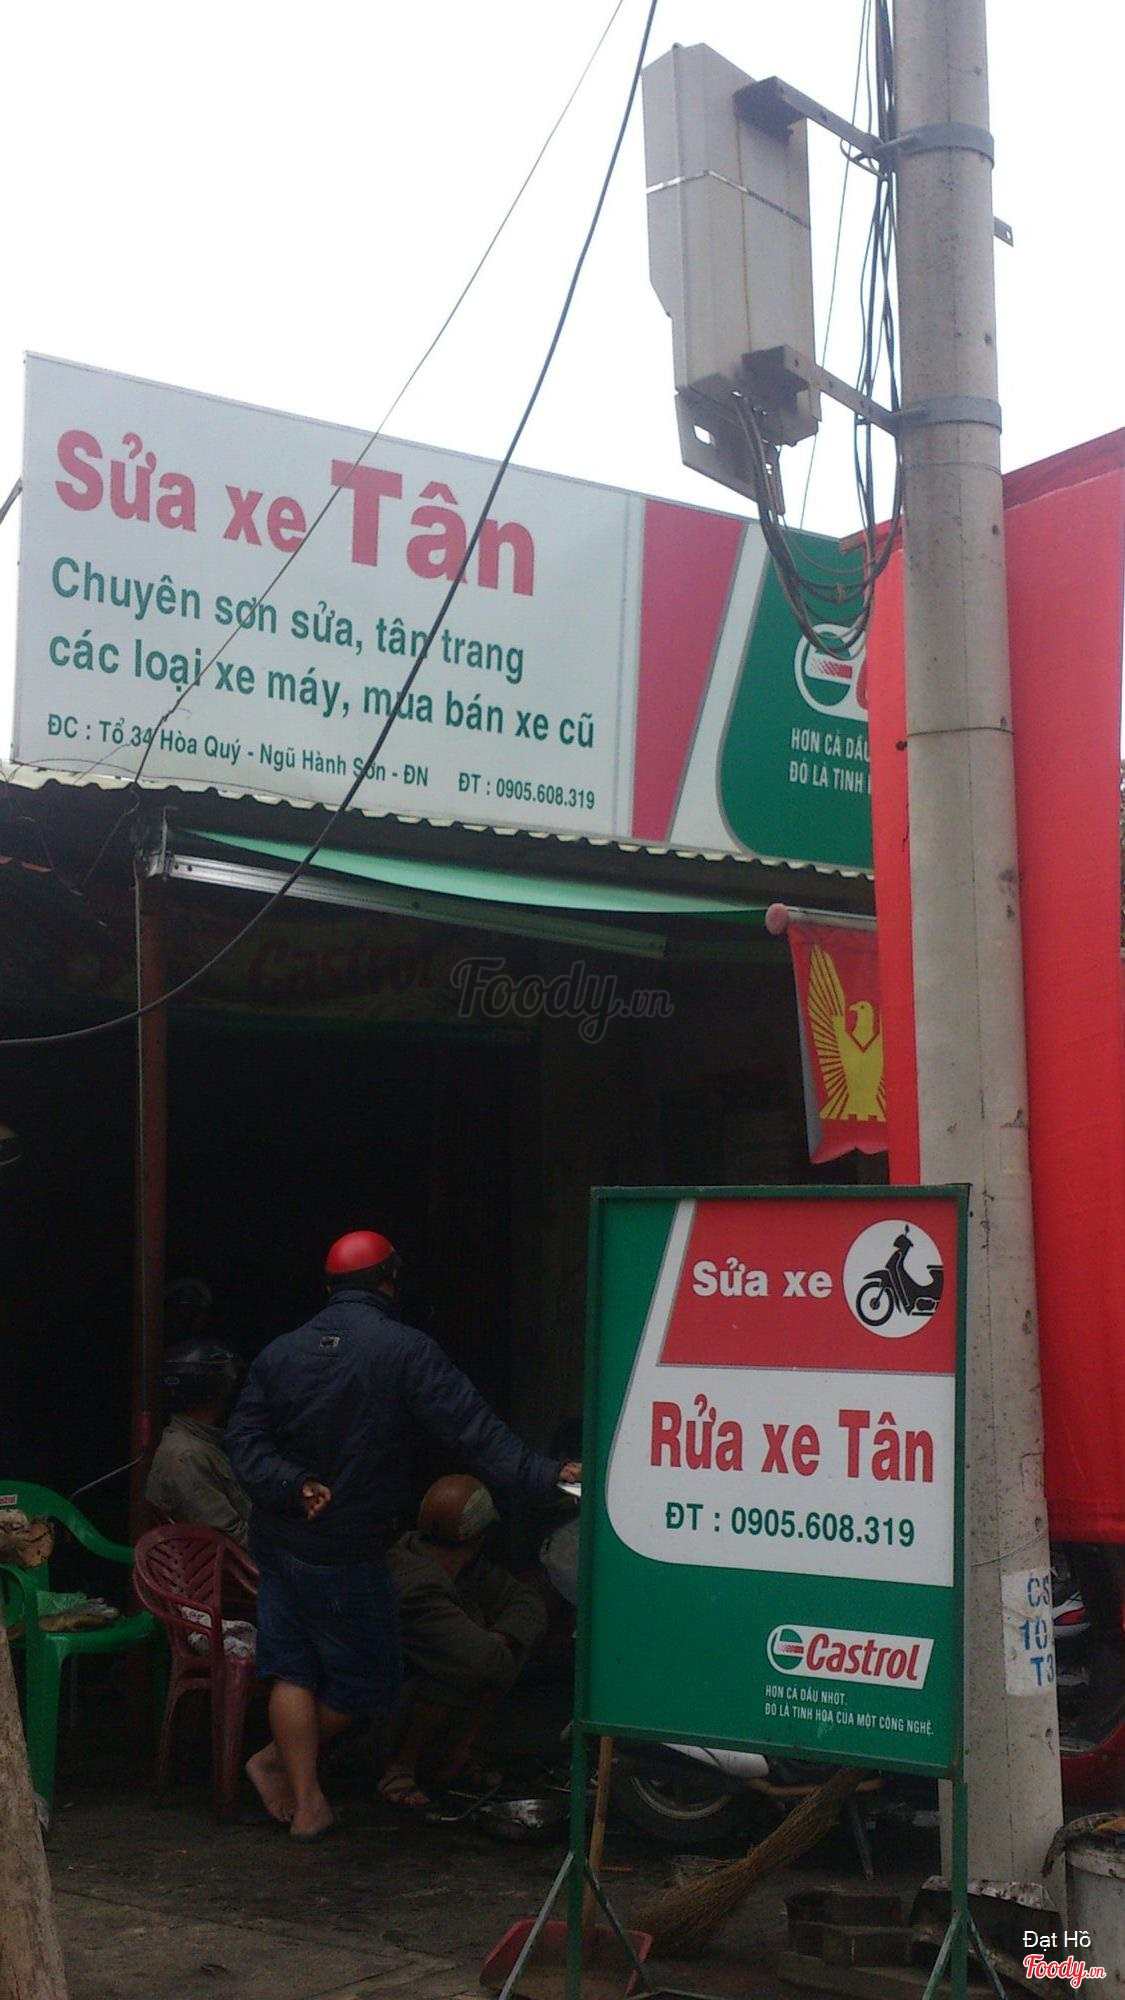 Sửa xe Tân
Chuyên sơn sửa, tân trang
các loại xe máy, mua bán xe cũ
ĐC : Tổ 34 Hòa Quý - Ngũ Hành Sơn - ĐN ĐT : 0905.608.319
HƠN CẢ DẦU
ĐÓ LÀ TINH
Castrol
Foody.vn
Sửa xe
Rửa xe Tân
ĐT : 0905.608.319
Castrol
HƠN CẢ DẦU NHỚT.
ĐÓ LÀ TINH HOA CỦA MỘT CÔNG NGHỆ.
CS
10
T3
Đạt Hồ
Foody.vn